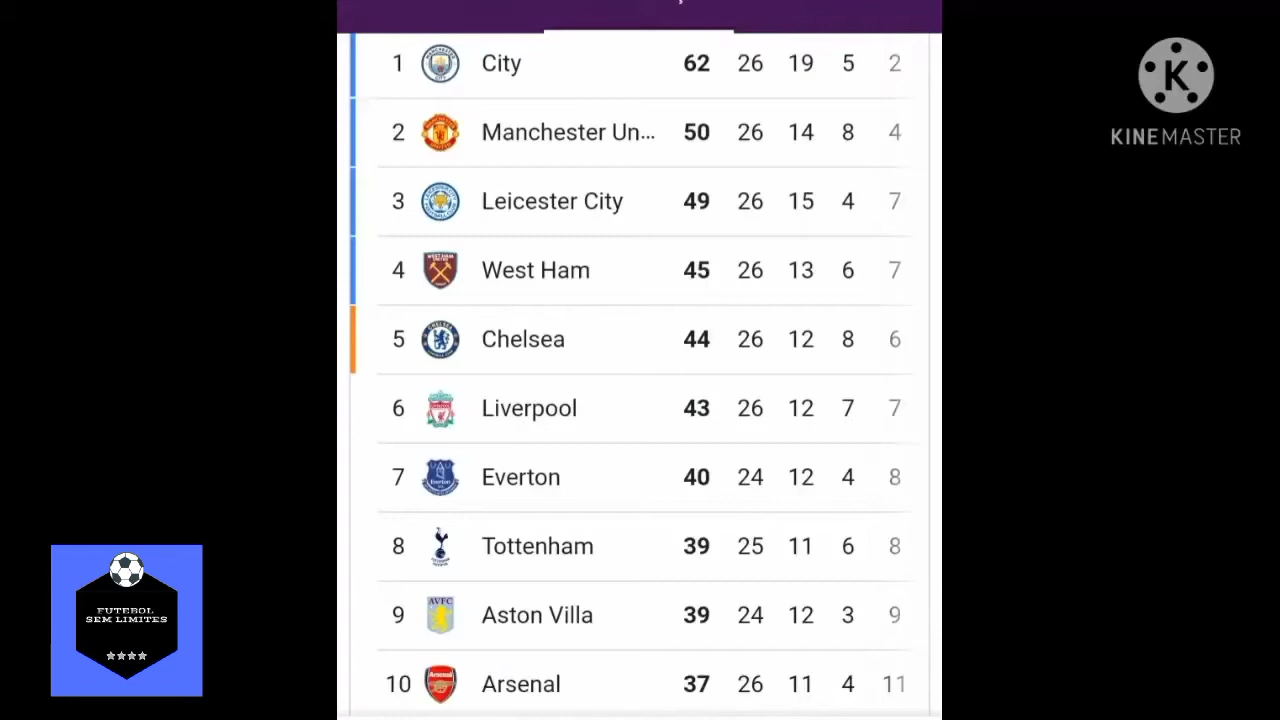 1 City 62 26 19 5 2
2 Manchester Un... 50 26 14 8 4
3 Leicester City 49 26 15 4 7
4 West Ham 45 26 13 6 7
5 Chelsea 44 26 12 8 6
6 Liverpool 43 26 12 7 7
7 Everton 40 24 12 4 8
8 Tottenham 39 25 11 6 8
9 Aston Villa 39 24 12 3 9
10 Arsenal 37 26 11 4 11
K
KINEMASTER
FUTEBOL
SEM LIMITES
AVFC
Arsenal
Everton